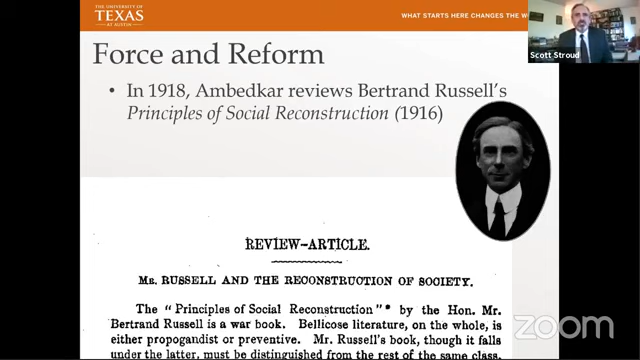 THE UNIVERSITY OF
TEXAS
AT AUSTIN
WHAT STARTS HERE CHANGES THE W
Scott Stroud
Force and Reform
• In 1918, Ambedkar reviews Bertrand Russell's
Principles of Social Reconstruction (1916)
REVIEW-ARTICLE.
MR. RUSSELL AND THE RECONSTRUCTION OF SOCIETY.
The "Principles of Social Reconstruction"* by the Hon. Mr.
Bertrand Russell is a war book. Bellicose literature, on the whole, is
either propogandist or preventive. Mr. Russell's book, though it falls
under the latter, must be distinguished from the rest of the same class.
zoom